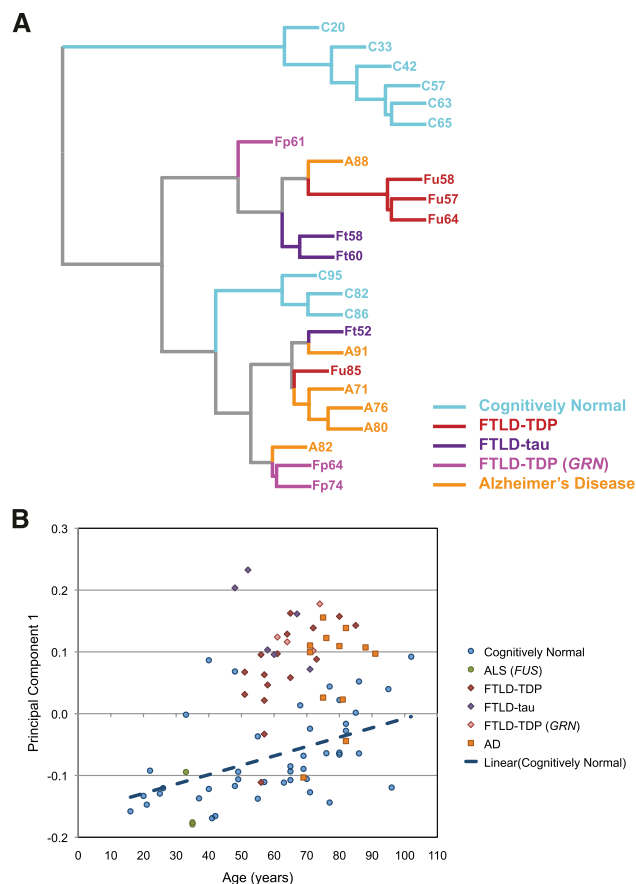 A
C20
C33
C42
C57
C63
C65
Fp61
A88
Fu58
Fu57
Fu64
Ft58
Ft60
C95
C82
C86
Ft52
A91
Fu85
A71
A76
A80
A82
Fp64
Fp74
Cognitively Normal
FTLD-TDP
FTLD-tau
FTLD-TDP (GRN)
Alzheimer's Disease
B
0.3
0.2
0.1
0.0
-0.1
-0.2
Principal Component 1
0 10 20 30 40 50 60 70 80 90 100 110
Age (years)
Cognitively Normal
ALS (FUS)
FTLD-TDP
FTLD-tau
FTLD-TDP (GRN)
AD
Linear(Cognitively Normal)